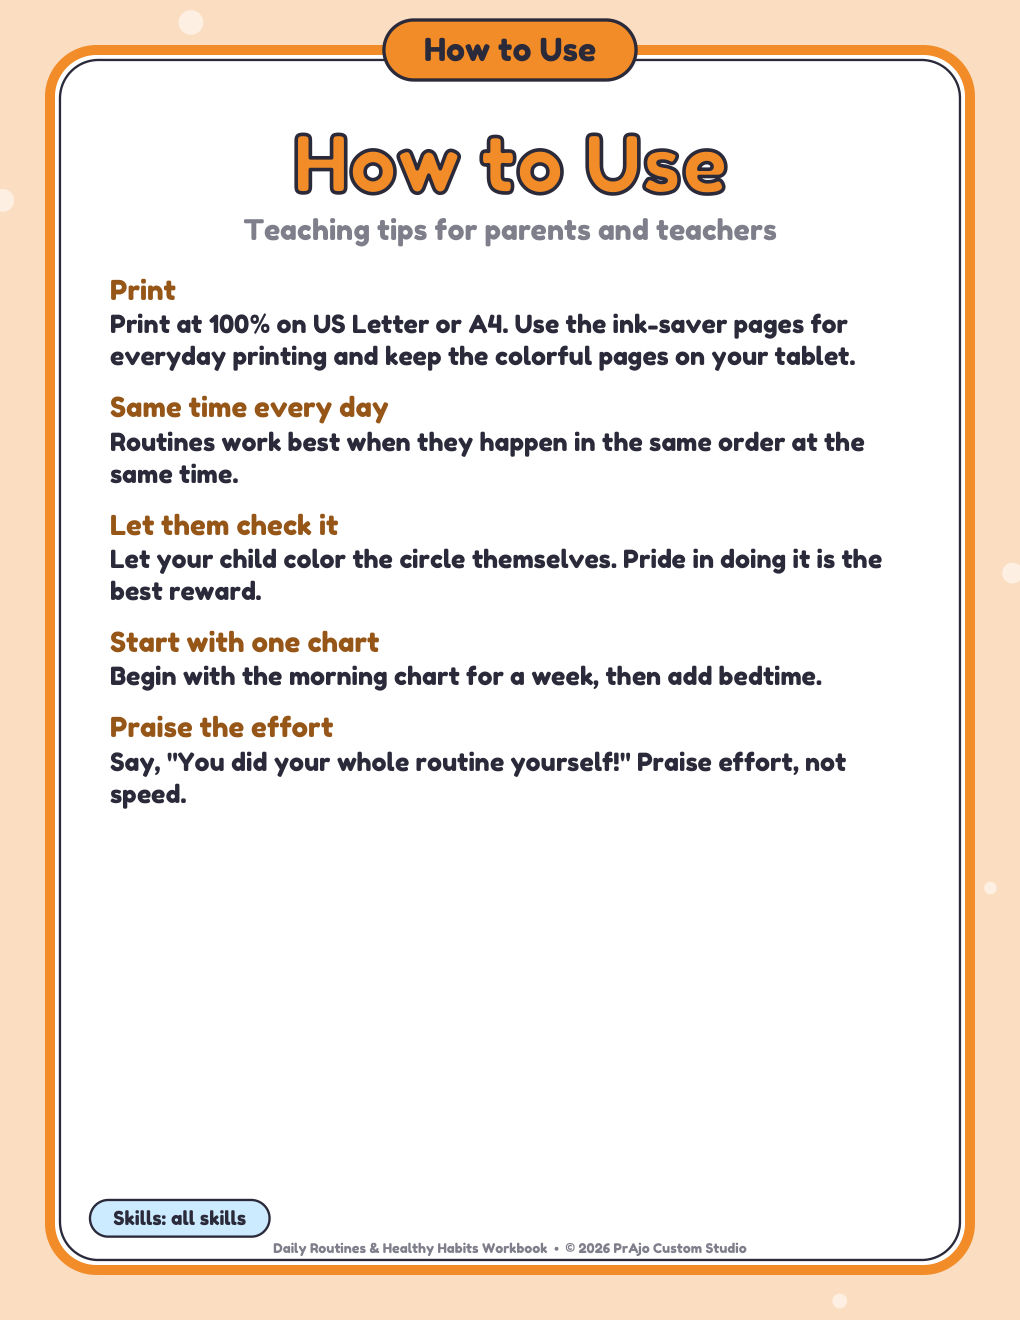 How to Use
How to Use
Teaching tips for parents and teachers
Print
Print at 100% on US Letter or A4. Use the ink-saver pages for
everyday printing and keep the colorful pages on your tablet.
Same time every day
Routines work best when they happen in the same order at the
same time.
Let them check it
Let your child color the circle themselves. Pride in doing it is the
best reward.
Start with one chart
Begin with the morning chart for a week, then add bedtime.
Praise the effort
Say, "You did your whole routine yourself!" Praise effort, not
speed.
Skills: all skills
Daily Routines & Healthy Habits Workbook • © 2026 PrAjo Custom Studio